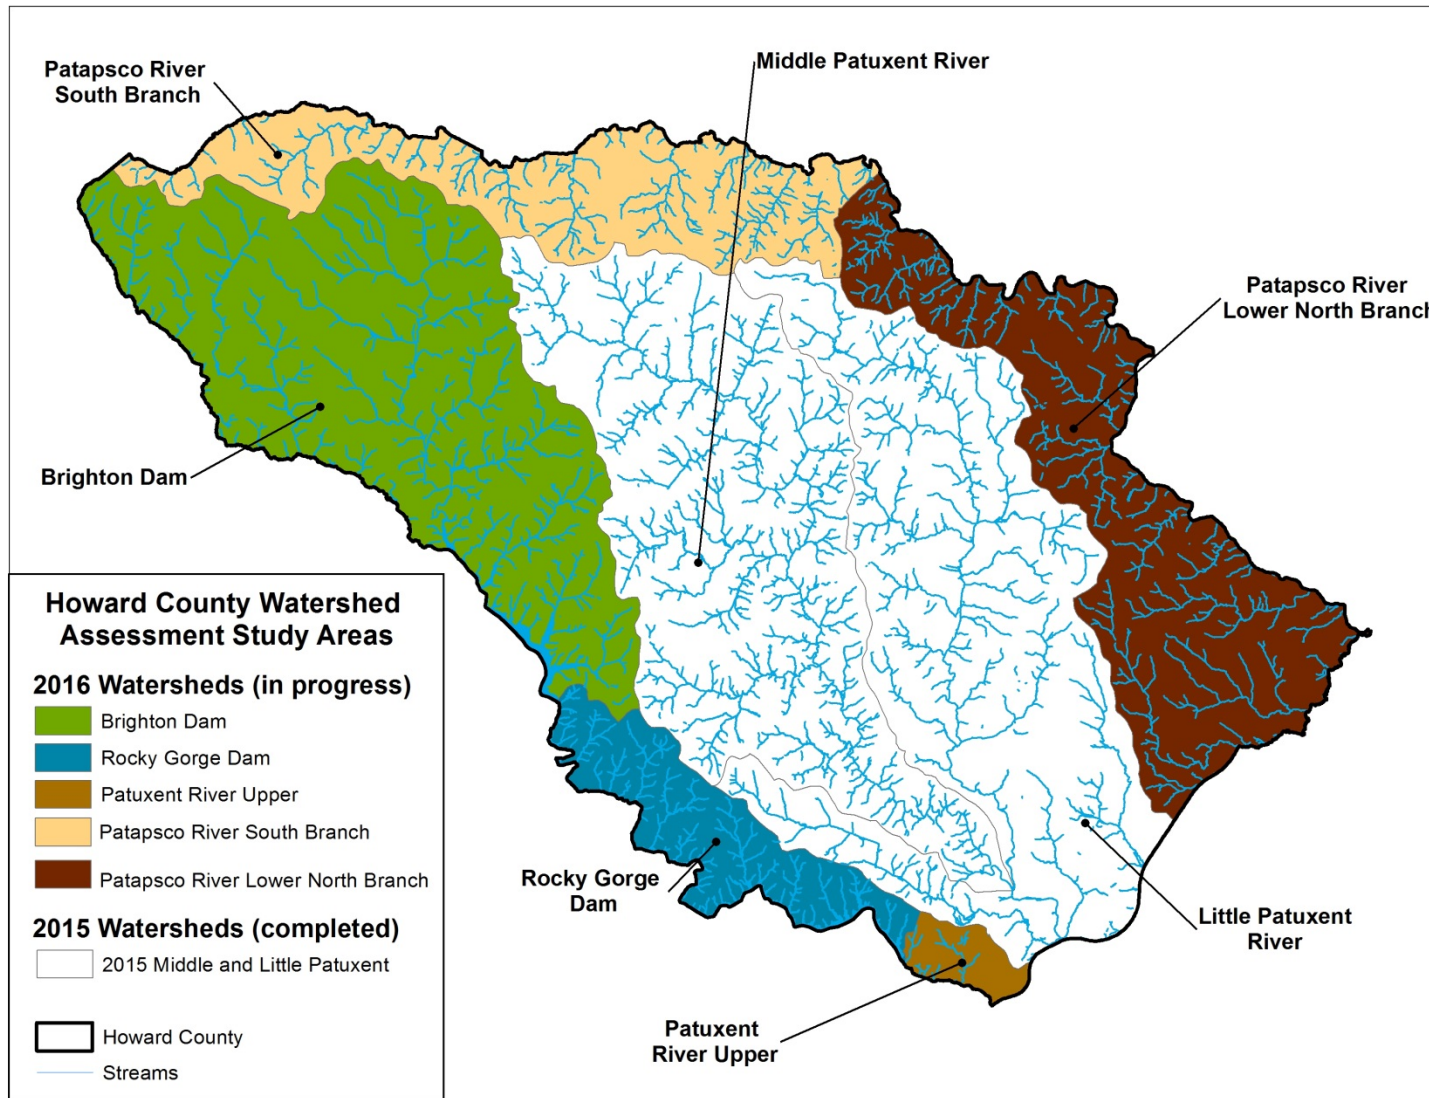 Patapsco River
South Branch
Middle Patuxent River
Patapsco River
Lower North Branch
Brighton Dam
Rocky Gorge
Dam
Little Patuxent
River
Patuxent
River Upper
Howard County Watershed
Assessment Study Areas
2016 Watersheds (in progress)
Brighton Dam
Rocky Gorge Dam
Patuxent River Upper
Patapsco River South Branch
Patapsco River Lower North Branch
2015 Watersheds (completed)
2015 Middle and Little Patuxent
Howard County
Streams